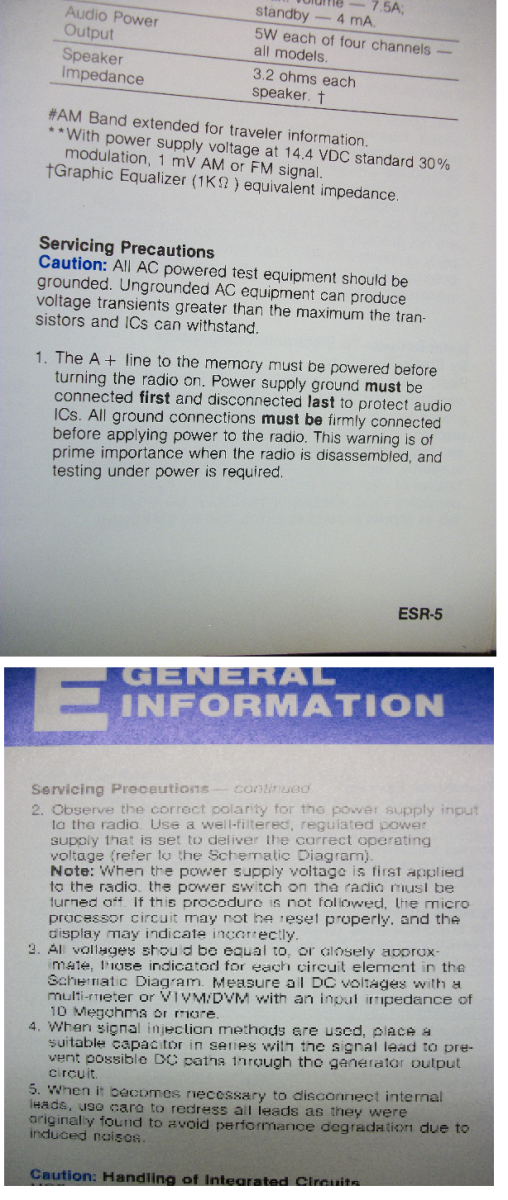 volume — 7.5A;
standby — 4 mA.
Audio Power
Output
5W each of four channels —
all models.
Speaker
Impedance
3.2 ohms each
speaker. †
#AM Band extended for traveler information.
**With power supply voltage at 14.4 VDC standard 30%
modulation, 1 mV AM or FM signal.
†Graphic Equalizer (1KΩ ) equivalent impedance.
Servicing Precautions
Caution: All AC powered test equipment should be
grounded. Ungrounded AC equipment can produce
voltage transients greater than the maximum the tran-
sistors and ICs can withstand.
1. The A + line to the memory must be powered before
turning the radio on. Power supply ground must be
connected first and disconnected last to protect audio
ICs. All ground connections must be firmly connected
before applying power to the radio. This warning is of
prime importance when the radio is disassembled, and
testing under power is required.
ESR-5
E GENERAL
INFORMATION
Servicing Precautions — continued
2. Observe the correct polarity for the power supply input
to the radio. Use a well-filtered, regulated power
supply that is set to deliver the correct operating
voltage (refer to the Schematic Diagram).
Note: When the power supply voltage is first applied
to the radio, the power switch on the radio must be
turned off. If this procedure is not followed, the micro
processor circuit may not be reset properly, and the
display may indicate incorrectly.
3. All voltages should be equal to, or closely approx-
imate, those indicated for each circuit element in the
Schematic Diagram. Measure all DC voltages with a
multi-meter or VTVM/DVM with an input impedance of
10 Megohms or more.
4. When signal injection methods are used, place a
suitable capacitor in series with the signal lead to pre-
vent possible DC paths through the generator output
circuit.
5. When it becomes necessary to disconnect internal
leads, use care to redress all leads as they were
originally found to avoid performance degradation due to
induced noises.
Caution: Handling of Integrated Circuits